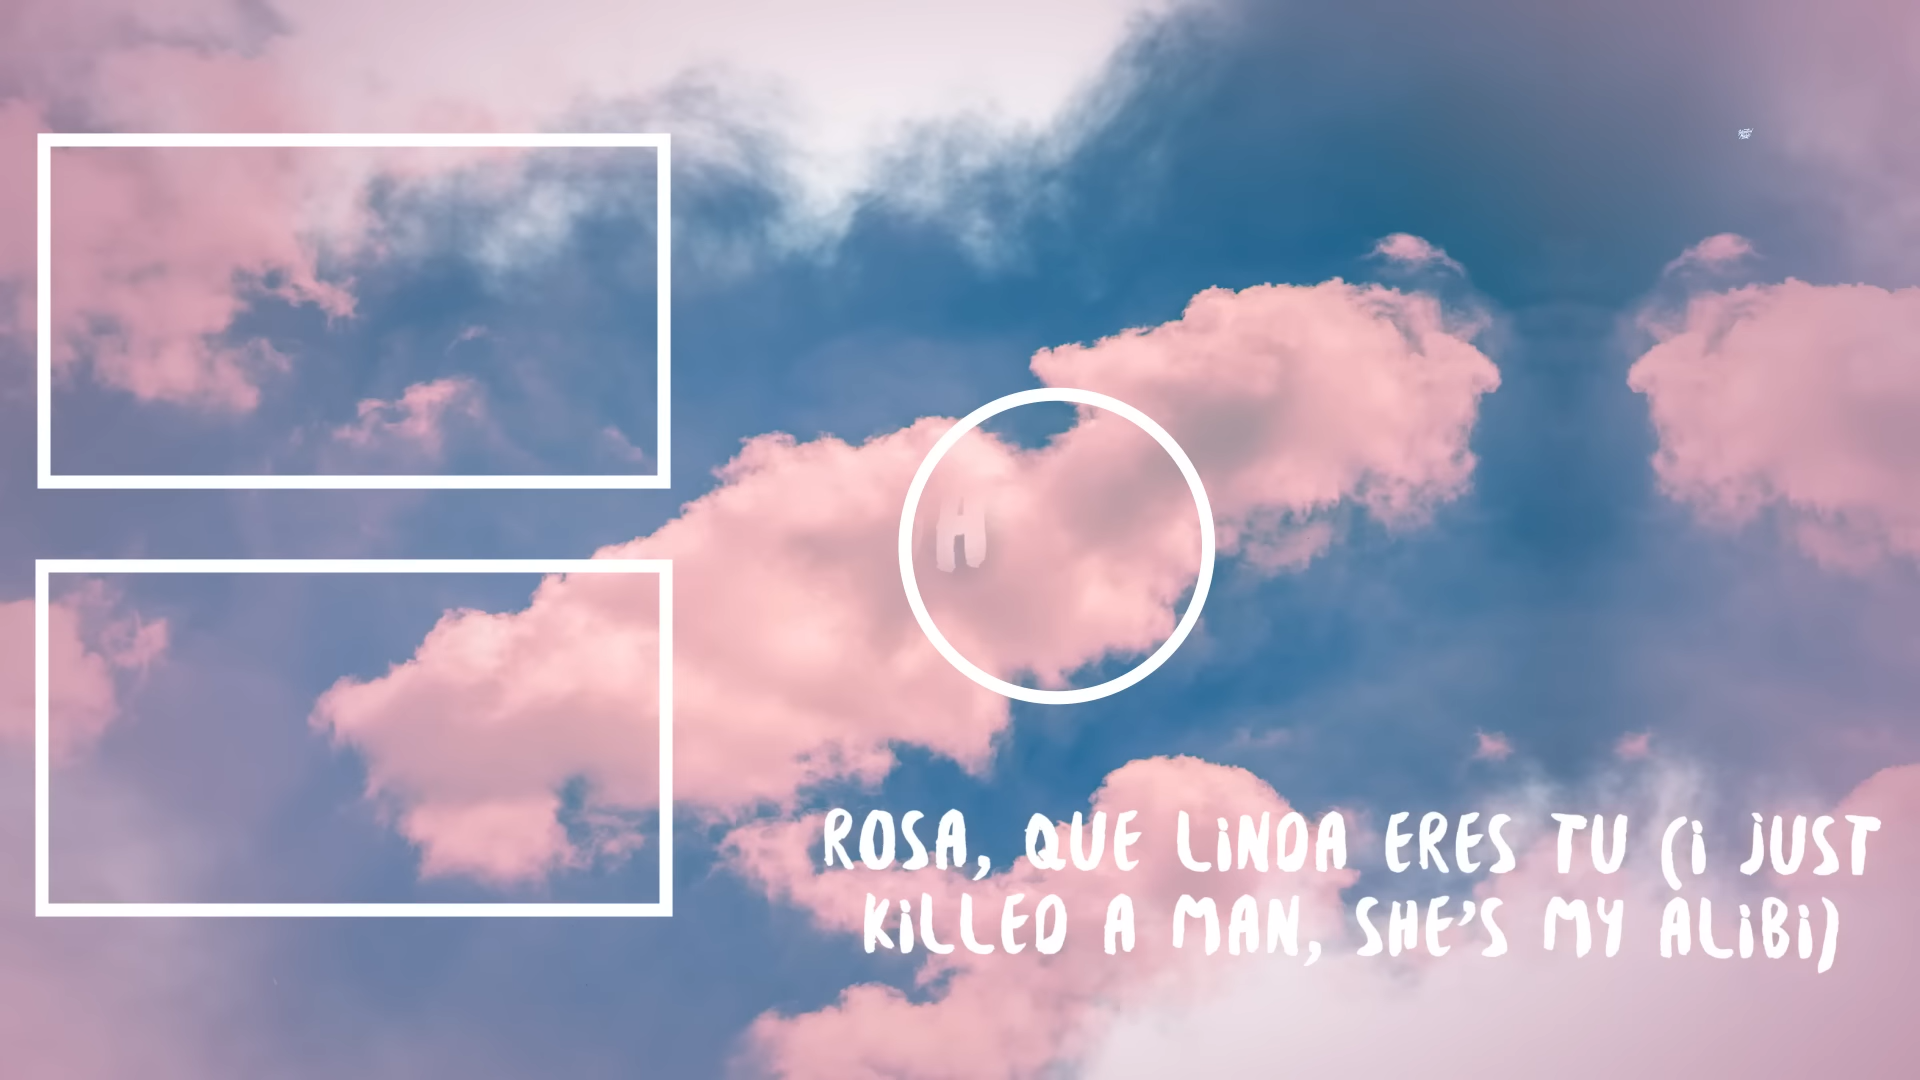 H
ROSA, QUE LiNDA ERES TU (i JUST
KiLLED A MAN, SHE'S MY ALiBi)